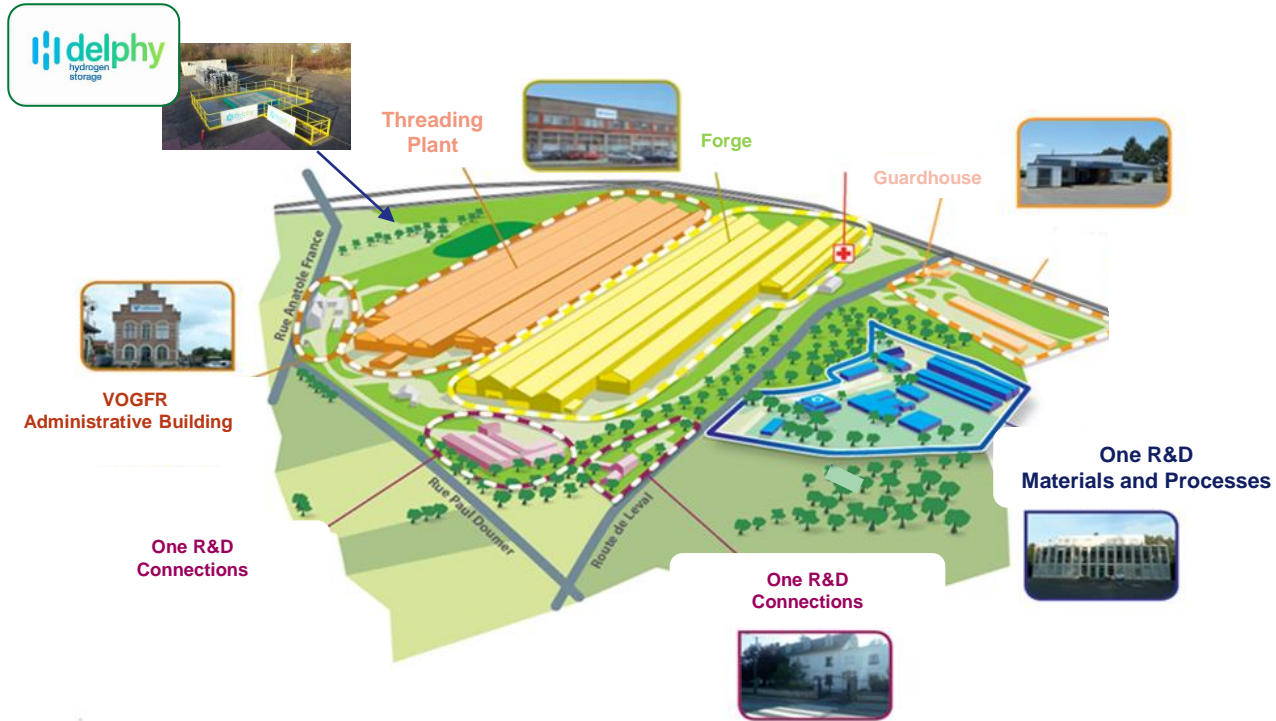 delphy
hydrogen
storage
Threading
Plant
Forge
Guardhouse
Rue Anatole France
VOGFR
Administrative Building
Rue Paul Doumer
Route de Leval
One R&D
Connections
One R&D
Connections
One R&D
Materials and Processes